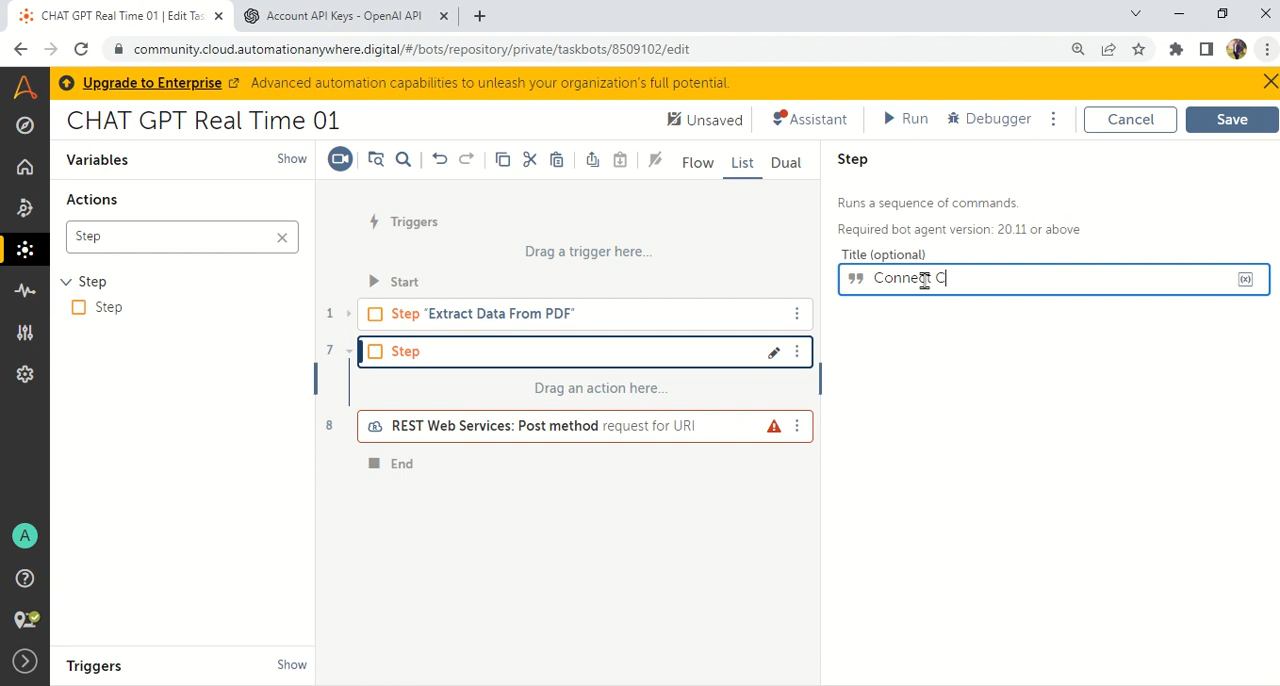 CHAT GPT Real Time 01 | Edit Tas
Account API Keys - OpenAI API
community.cloud.automationanywhere.digital/#/bots/repository/private/taskbots/8509102/edit
Upgrade to Enterprise Advanced automation capabilities to unleash your organization's full potential.
CHAT GPT Real Time 01
Unsaved
Assistant
Run
Debugger
Cancel
Save
Variables
Show
Flow
List
Dual
Step
Actions
Step
Step
Step
Triggers
Drag a trigger here...
Start
1 Step "Extract Data From PDF"
7 Step
Drag an action here...
8 REST Web Services: Post method request for URI
End
Runs a sequence of commands.
Required bot agent version: 20.11 or above
Title (optional)
Connect C
(x)
A
Triggers
Show